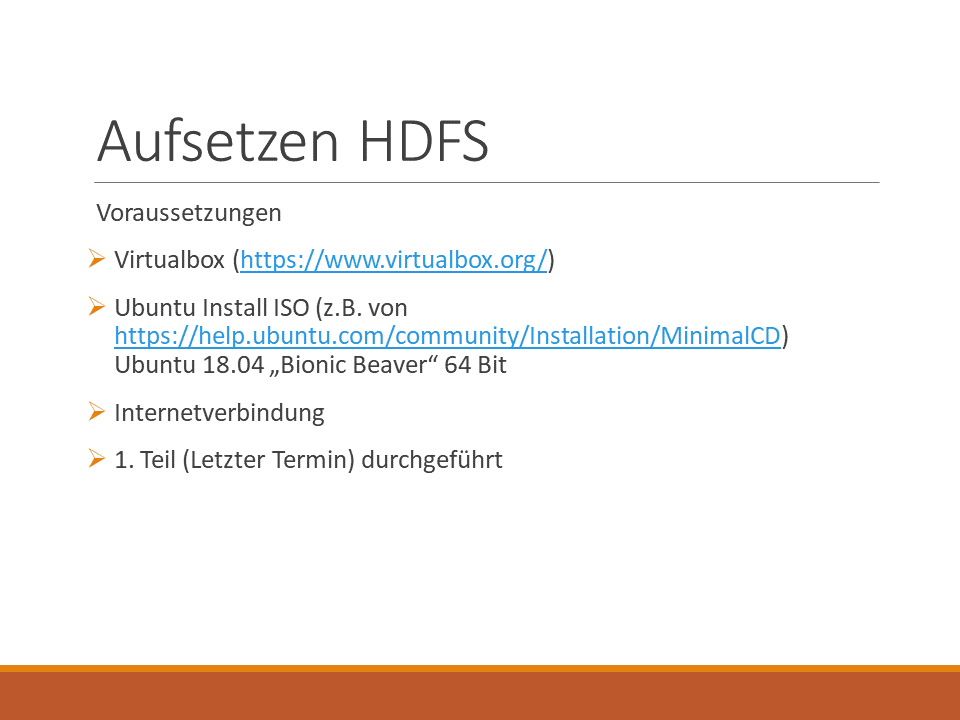 Aufsetzen HDFS
Voraussetzungen
Virtualbox (https://www.virtualbox.org/)
Ubuntu Install ISO (z.B. von
https://help.ubuntu.com/community/Installation/MinimalCD)
Ubuntu 18.04 „Bionic Beaver“ 64 Bit
Internetverbindung
1. Teil (Letzter Termin) durchgeführt